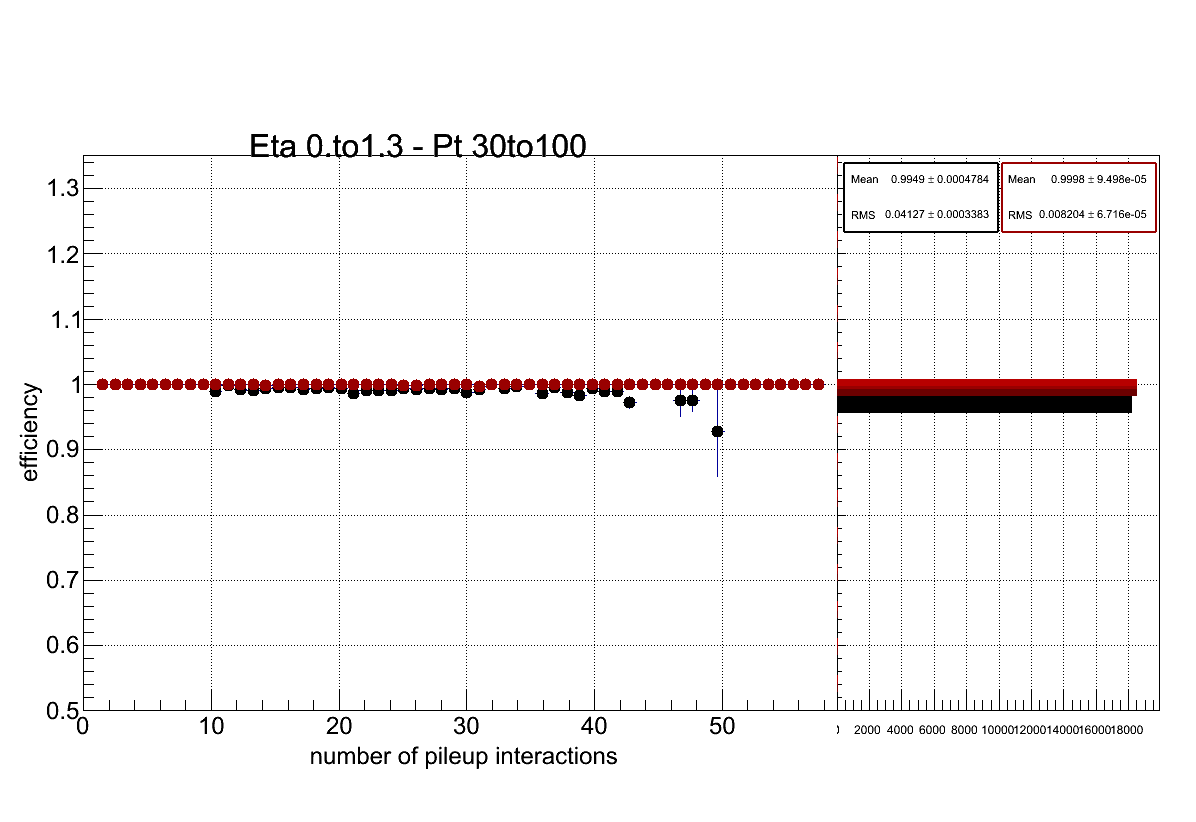 Eta 0.to1.3 - Pt 30to100
Mean 0.9949 ± 0.0004784
RMS 0.04127 ± 0.0003383
Mean 0.9998 ± 9.498e-05
RMS 0.008204 ± 6.716e-05
efficiency
1.3
1.2
1.1
1
0.9
0.8
0.7
0.6
0.5
0 10 20 30 40 50
number of pileup interactions
2000 4000 6000 8000 10000 12000 14000 16000 18000